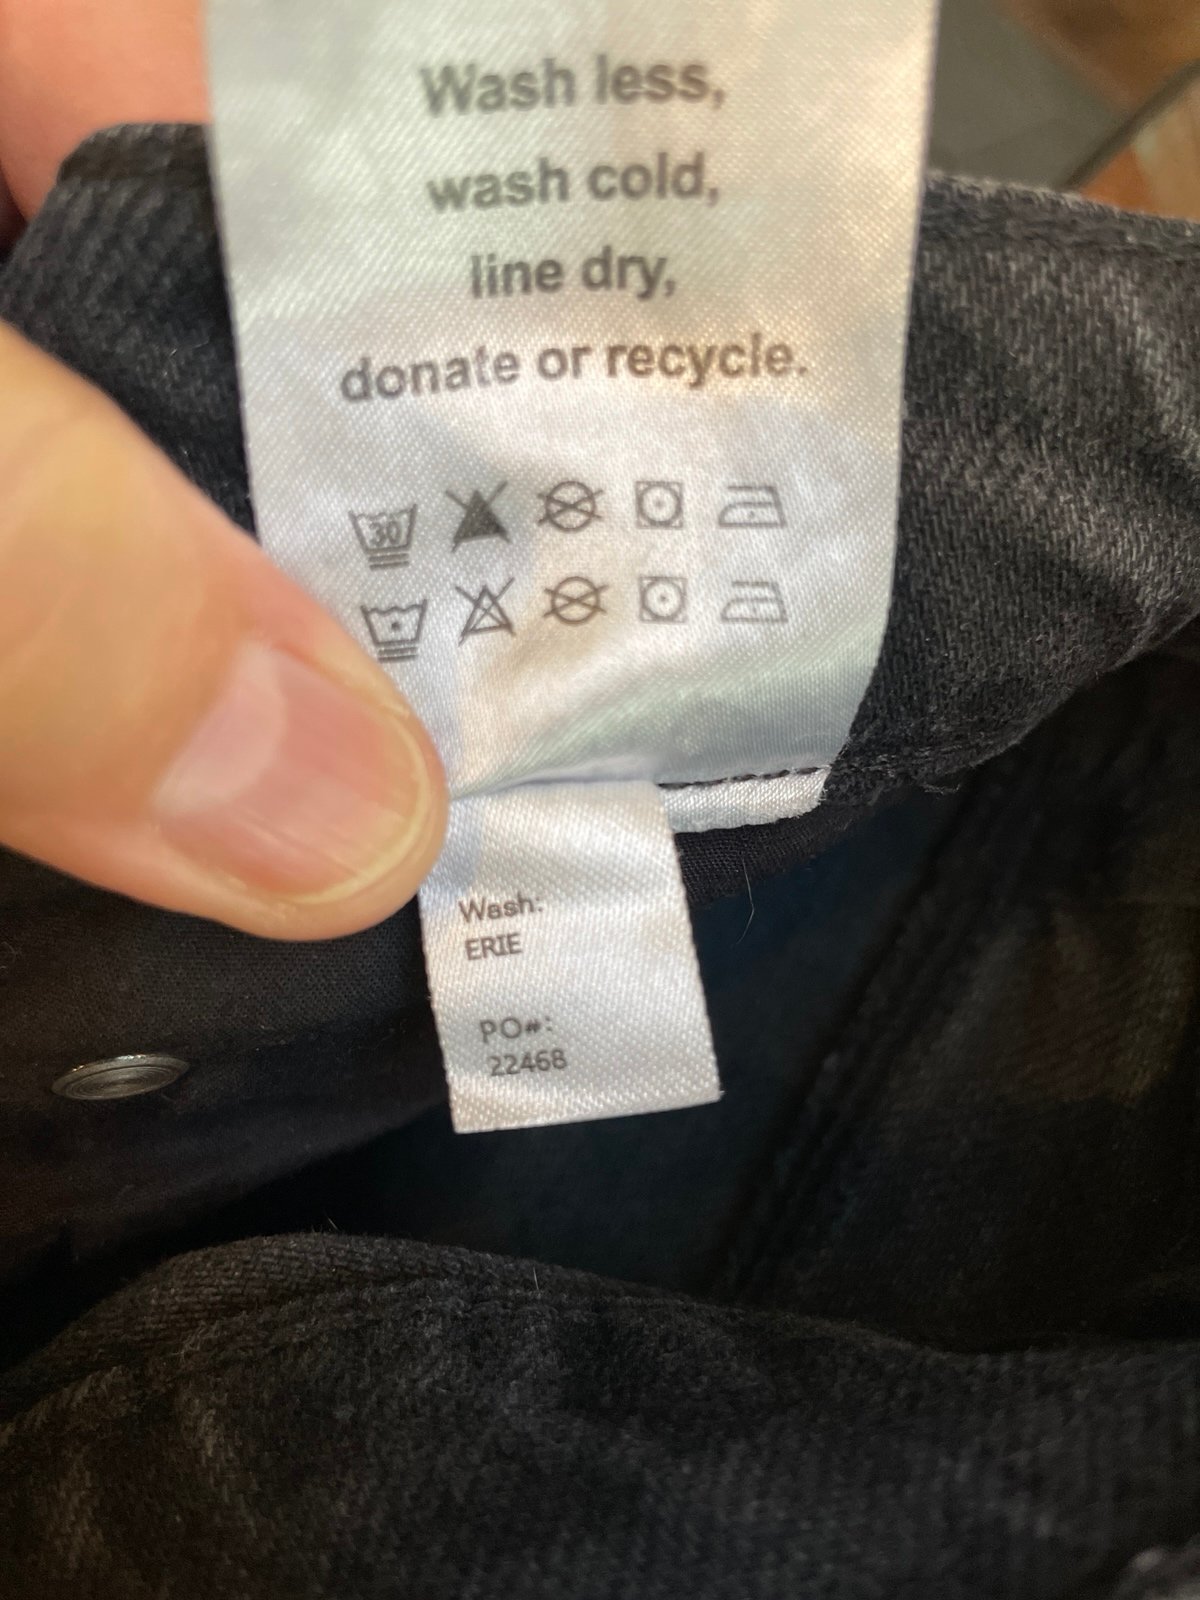 Wash less,
wash cold,
line dry,
donate or recycle.
30
Wash:
ERIE
PO#:
22468